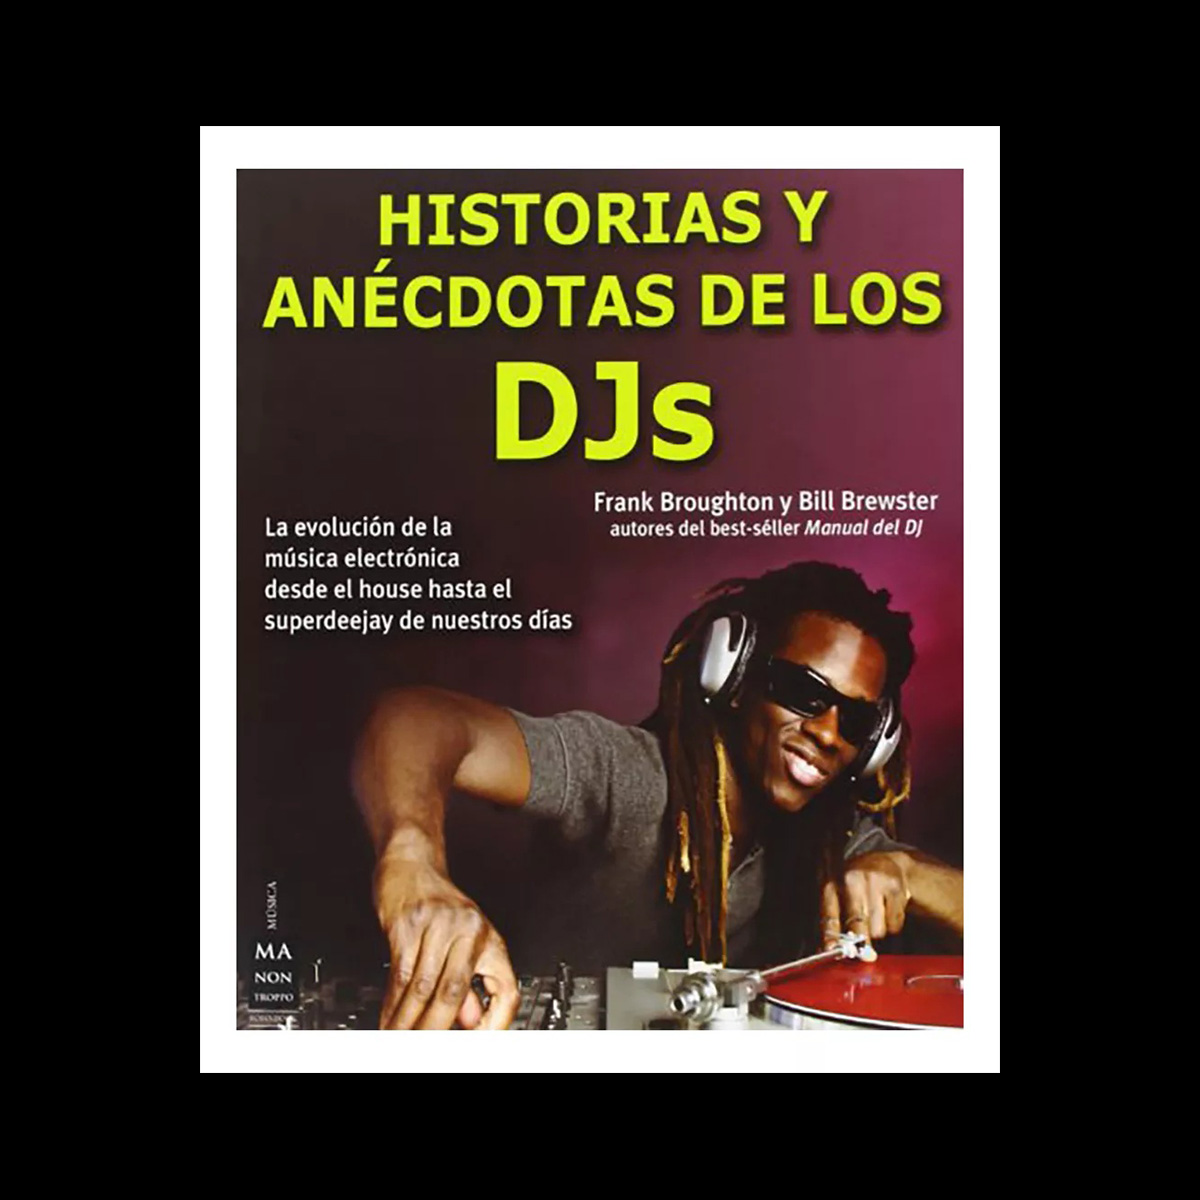 HISTORIAS Y
ANÉCDOTAS DE LOS
DJs
Frank Broughton y Bill Brewster
autores del best-séller Manual del DJ
La evolución de la
música electrónica
desde el house hasta el
superdeejay de nuestros días
MÚSICA
MA
NON
TROPPO